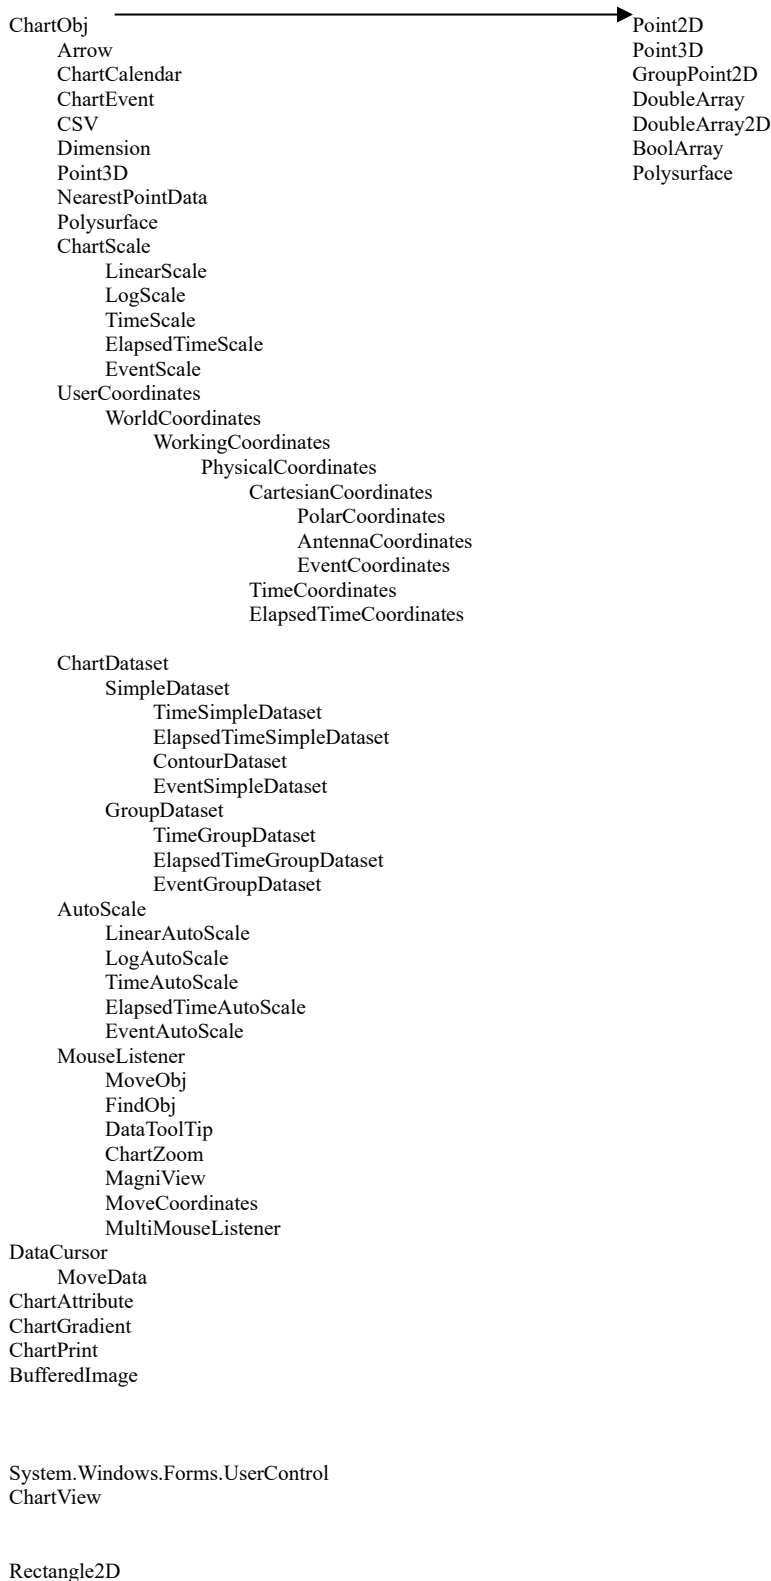 ChartObj
Arrow
ChartCalendar
ChartEvent
CSV
Dimension
Point3D
NearestPointData
Polysurface
ChartScale
LinearScale
LogScale
TimeScale
ElapsedTimeScale
EventScale
UserCoordinates
WorldCoordinates
WorkingCoordinates
PhysicalCoordinates
CartesianCoordinates
PolarCoordinates
AntennaCoordinates
EventCoordinates
TimeCoordinates
ElapsedTimeCoordinates
ChartDataset
SimpleDataset
TimeSimpleDataset
ElapsedTimeSimpleDataset
ContourDataset
EventSimpleDataset
GroupDataset
TimeGroupDataset
ElapsedTimeGroupDataset
EventGroupDataset
AutoScale
LinearAutoScale
LogAutoScale
TimeAutoScale
ElapsedTimeAutoScale
EventAutoScale
MouseListener
MoveObj
FindObj
DataToolTip
ChartZoom
MagniView
MoveCoordinates
MultiMouseListener
DataCursor
MoveData
ChartAttribute
ChartGradient
ChartPrint
BufferedImage
System.Windows.Forms.UserControl
ChartView
Rectangle2D
Point2D
Point3D
GroupPoint2D
DoubleArray
DoubleArray2D
BoolArray
Polysurface